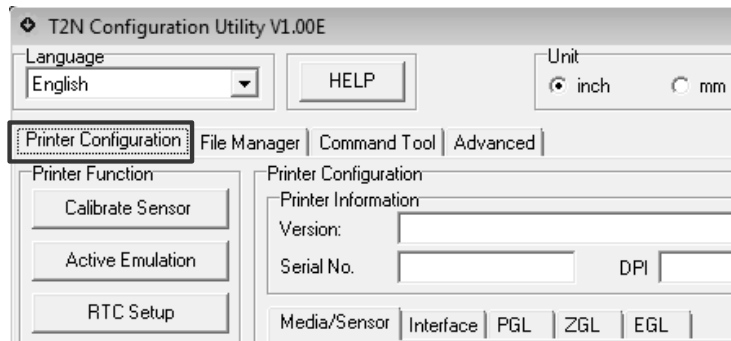 T2N Configuration Utility V1.00E
Language Unit
English HELP inch mm
Printer Configuration File Manager Command Tool Advanced
Printer Function Printer Configuration
Printer Information
Calibrate Sensor
Version:
Active Emulation Serial No. DPI
RTC Setup
Media/Sensor Interface PGL ZGL EGL